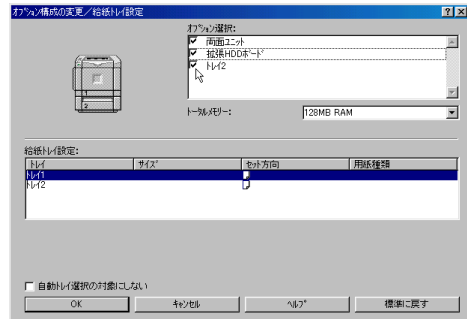 オプション構成の変更／給紙トレイ設定
オプション選択:
両面ユニット
拡張HDDボード
トレイ2
トータルメモリー:
128MB RAM
給紙トレイ設定:
トレイ サイズ セット方向 用紙種類
トレイ1
トレイ2
自動トレイ選択の対象にしない
OK キャンセル ヘルプ 標準に戻す
1
2